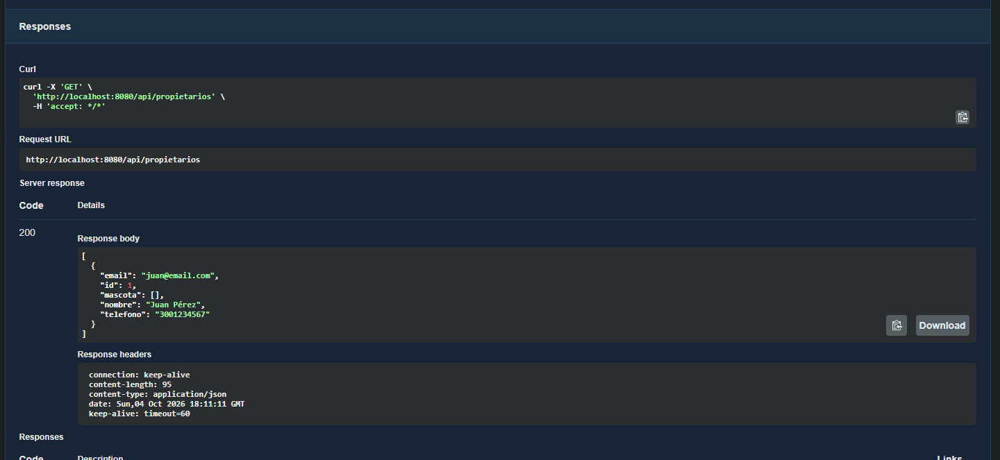 Responses
Curl
curl -X 'GET' \
  'http://localhost:8080/api/propietarios' \
  -H 'accept: */*'
Request URL
http://localhost:8080/api/propietarios
Server response
Code Details
200
Response body
[
  {
    "email": "juan@email.com",
    "id": 1,
    "mascota": [],
    "nombre": "Juan Pérez",
    "telefono": "3001234567"
  }
]
Download
Response headers
connection: keep-alive
content-length: 95
content-type: application/json
date: Sun,04 Oct 2026 18:11:11 GMT
keep-alive: timeout=60
Responses
Code Description Links